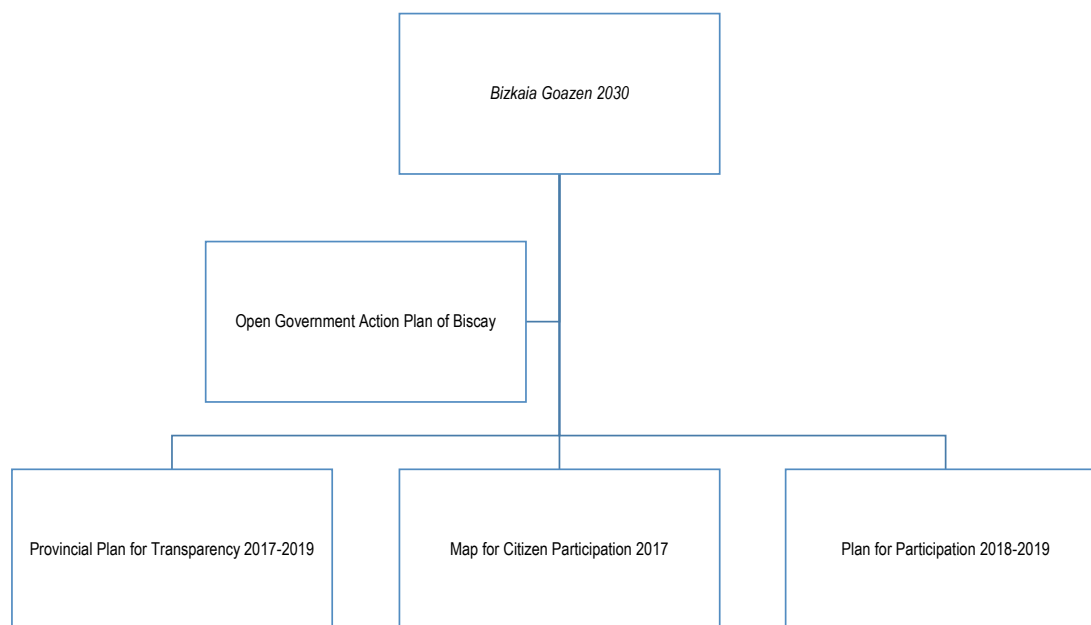 Bizkaia Goazen 2030
Open Government Action Plan of Biscay
Provincial Plan for Transparency 2017-2019
Map for Citizen Participation 2017
Plan for Participation 2018-2019